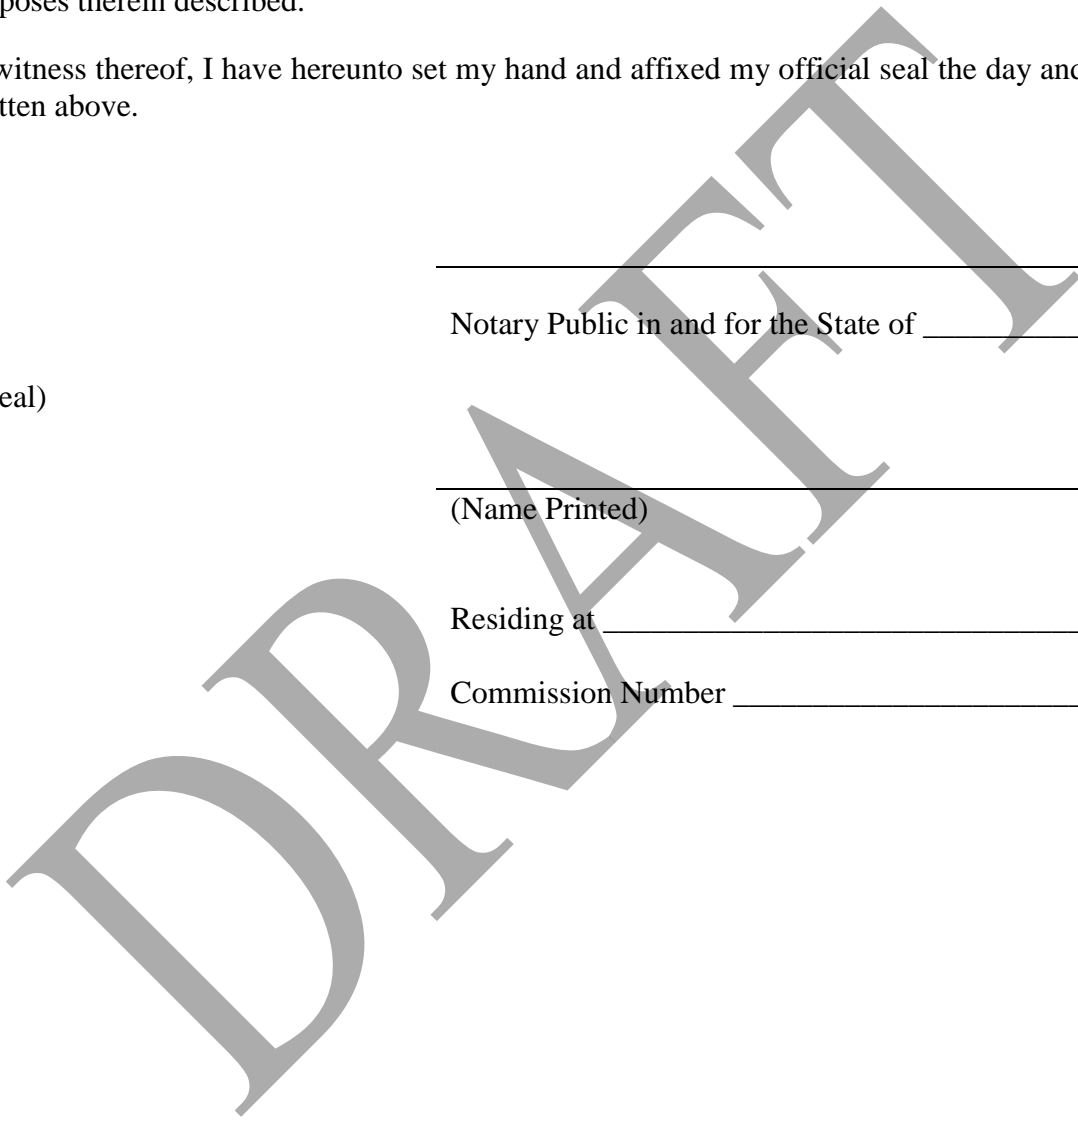 poses therein described.
witness thereof, I have hereunto set my hand and affixed my official seal the day and
tten above.
Notary Public in and for the State of __________
eal)
(Name Printed)
Residing at ______________________________
Commission Number ______________________
DRAFT